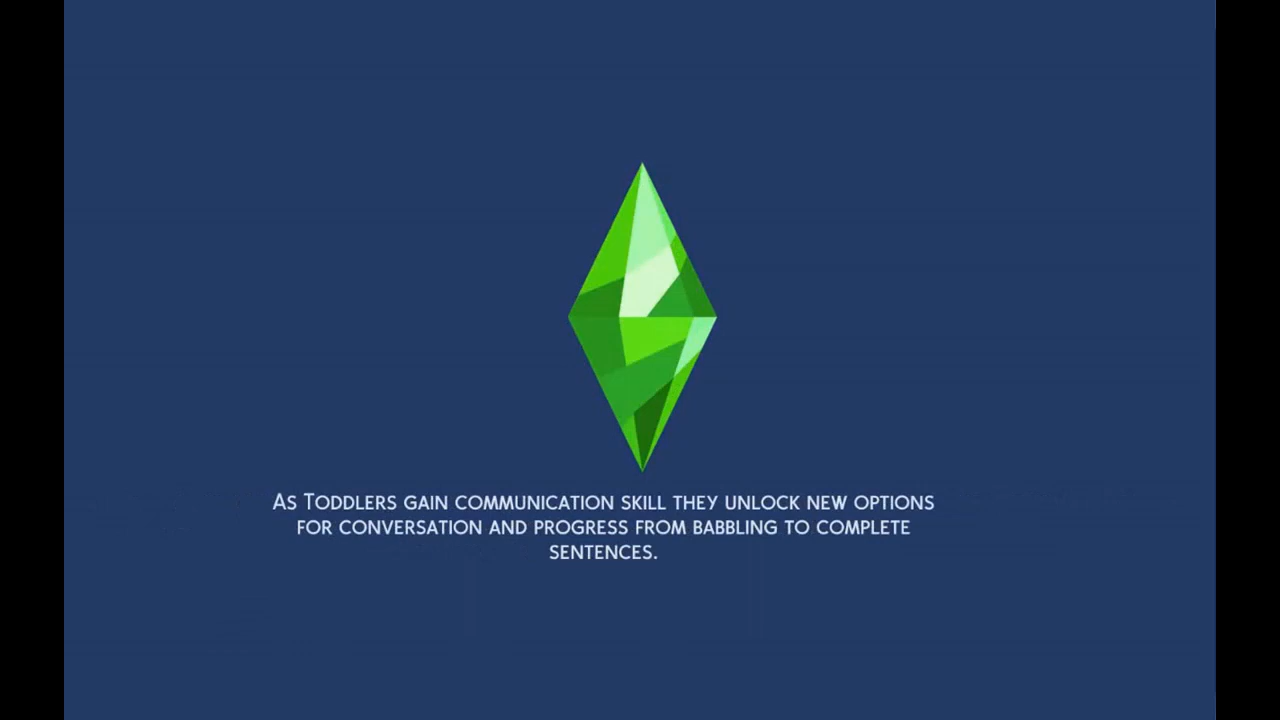 As Toddlers gain communication skill they unlock new options
for conversation and progress from babbling to complete
sentences.